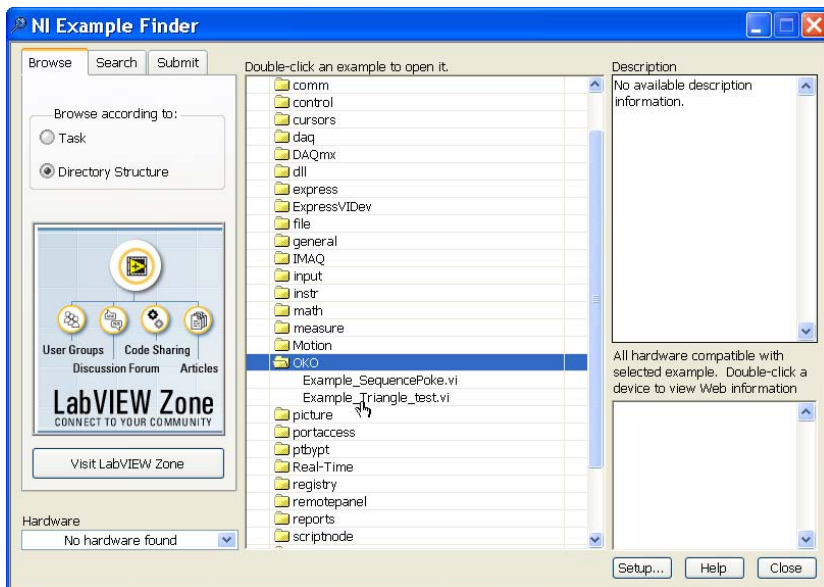 NI Example Finder
Browse
Search
Submit
Browse according to:
Task
Directory Structure
User Groups
Code Sharing
Discussion Forum
Articles
LabVIEW Zone
CONNECT TO YOUR COMMUNITY
Visit LabVIEW Zone
Hardware
No hardware found
Double-click an example to open it.
comm
control
cursors
daq
DAQmx
dll
express
ExpressVIDev
file
general
IMAQ
input
instr
math
measure
Motion
OKO
Example_SequencePoke.vi
Example_Triangle_test.vi
picture
portaccess
ptbypt
Real-Time
registry
remotepanel
reports
scriptnode
Description
No available description
information.
All hardware compatible with
selected example. Double-click a
device to view Web information
Setup...
Help
Close